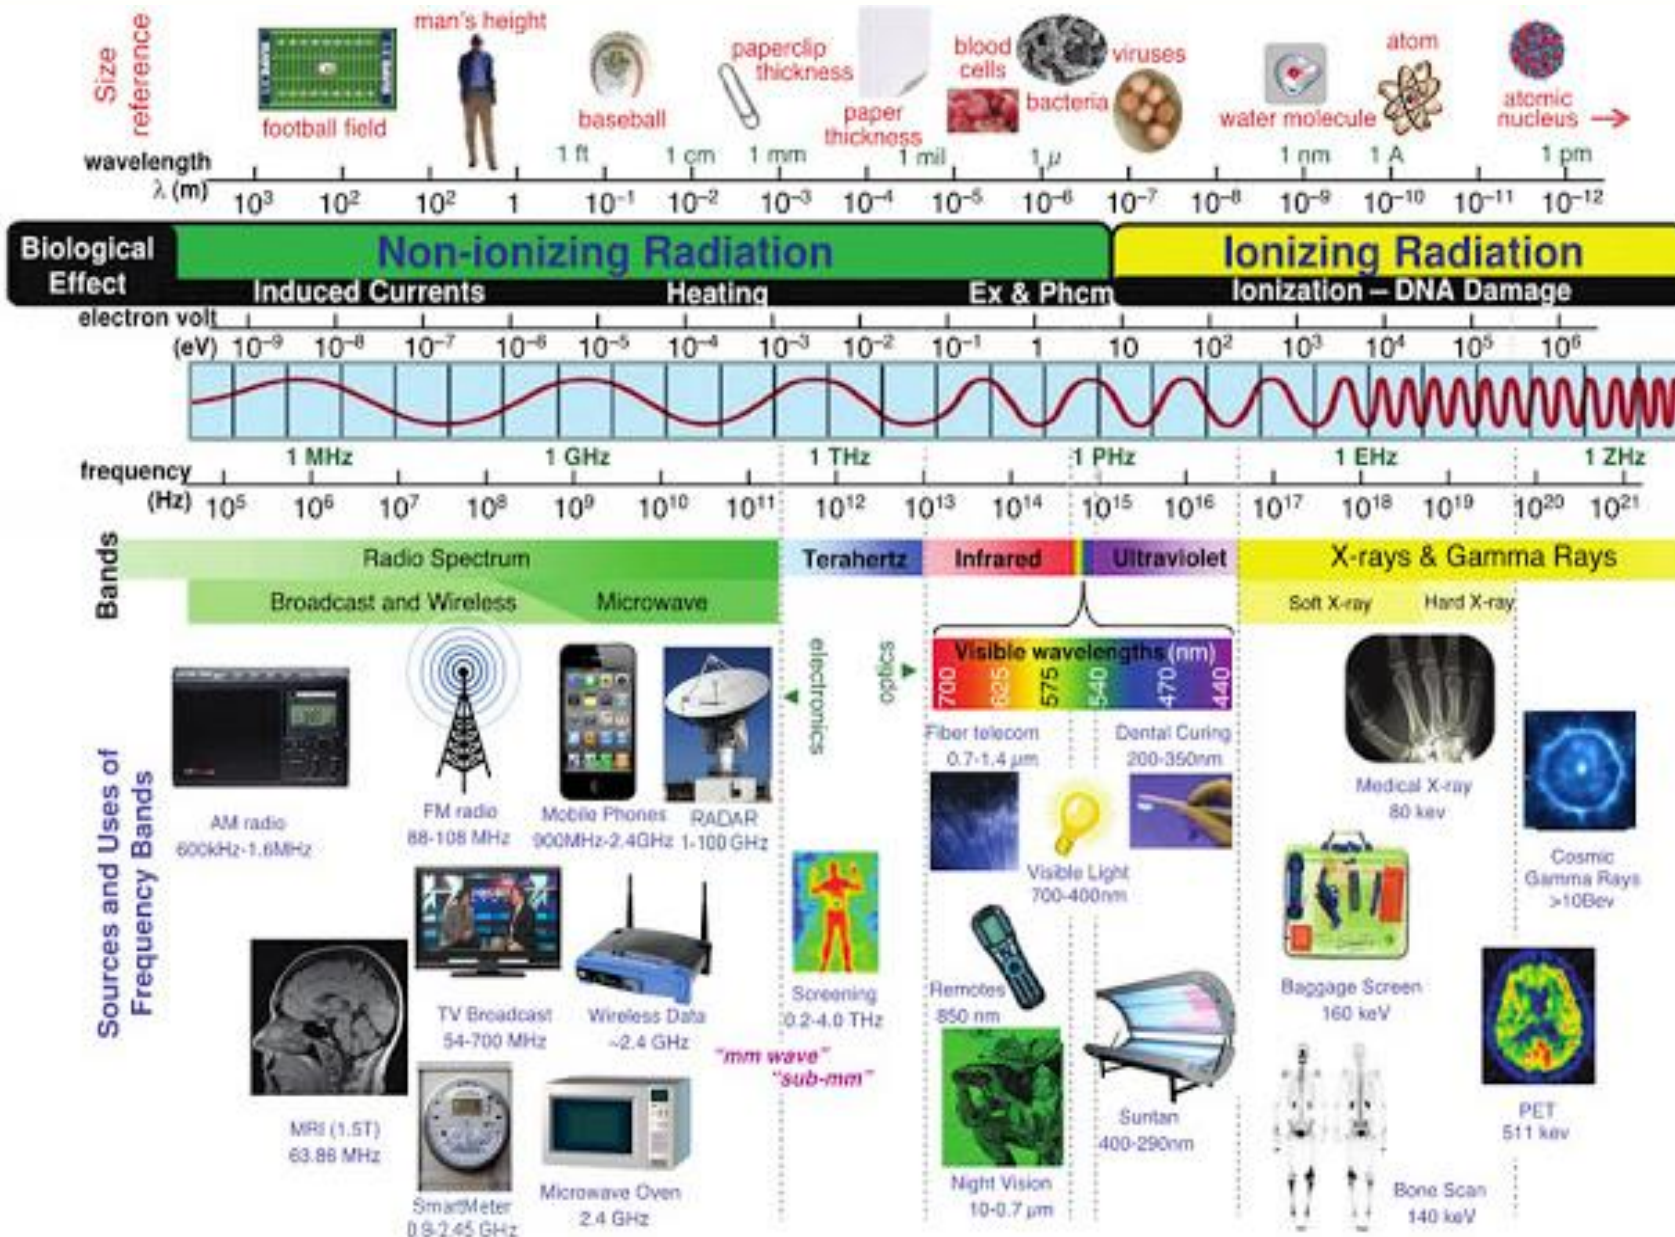 Size reference
football field
man's height
baseball
paperclip thickness
paper thickness
blood cells
bacteria
viruses
water molecule
atom
atomic nucleus →
wavelength λ (m)
1 ft 1 cm 1 mm 1 mil 1 μ 1 nm 1 A 1 pm
10³ 10² 10² 1 10⁻¹ 10⁻² 10⁻³ 10⁻⁴ 10⁻⁵ 10⁻⁶ 10⁻⁷ 10⁻⁸ 10⁻⁹ 10⁻¹⁰ 10⁻¹¹ 10⁻¹²
Biological Effect
Non-ionizing Radiation
Ionizing Radiation
Induced Currents Heating Ex & Phcm Ionization – DNA Damage
electron volt
(eV) 10⁻⁹ 10⁻⁸ 10⁻⁷ 10⁻⁶ 10⁻⁵ 10⁻⁴ 10⁻³ 10⁻² 10⁻¹ 1 10 10² 10³ 10⁴ 10⁵ 10⁶
1 MHz 1 GHz 1 THz 1 PHz 1 EHz 1 ZHz
frequency
(Hz) 10⁵ 10⁶ 10⁷ 10⁸ 10⁹ 10¹⁰ 10¹¹ 10¹² 10¹³ 10¹⁴ 10¹⁵ 10¹⁶ 10¹⁷ 10¹⁸ 10¹⁹ 10²⁰ 10²¹
Bands
Radio Spectrum Terahertz Infrared Ultraviolet X-rays & Gamma Rays
Broadcast and Wireless Microwave Soft X-ray Hard X-ray
electronics
optics
Visible wavelengths (nm)
700 625 575 540 470 440
Sources and Uses of
Frequency Bands
AM radio
600kHz-1.6MHz
FM radio
88-108 MHz
Mobile Phones
900MHz-2.4GHz
RADAR
1-100 GHz
Fiber telecom
0.7-1.4 μm
Dental Curing
200-350nm
Visible Light
700-400nm
Medical X-ray
80 kev
Cosmic
Gamma Rays
>10Bev
TV Broadcast
54-700 MHz
Wireless Data
~2.4 GHz
Screening
0.2-4.0 THz
"mm wave"
"sub-mm"
Remotes
850 nm
Baggage Screen
160 keV
MRI (1.5T)
63.86 MHz
SmartMeter
0.9-2.45 GHz
Microwave Oven
2.4 GHz
Night Vision
10-0.7 μm
Suntan
400-290nm
Bone Scan
140 keV
PET
511 kev